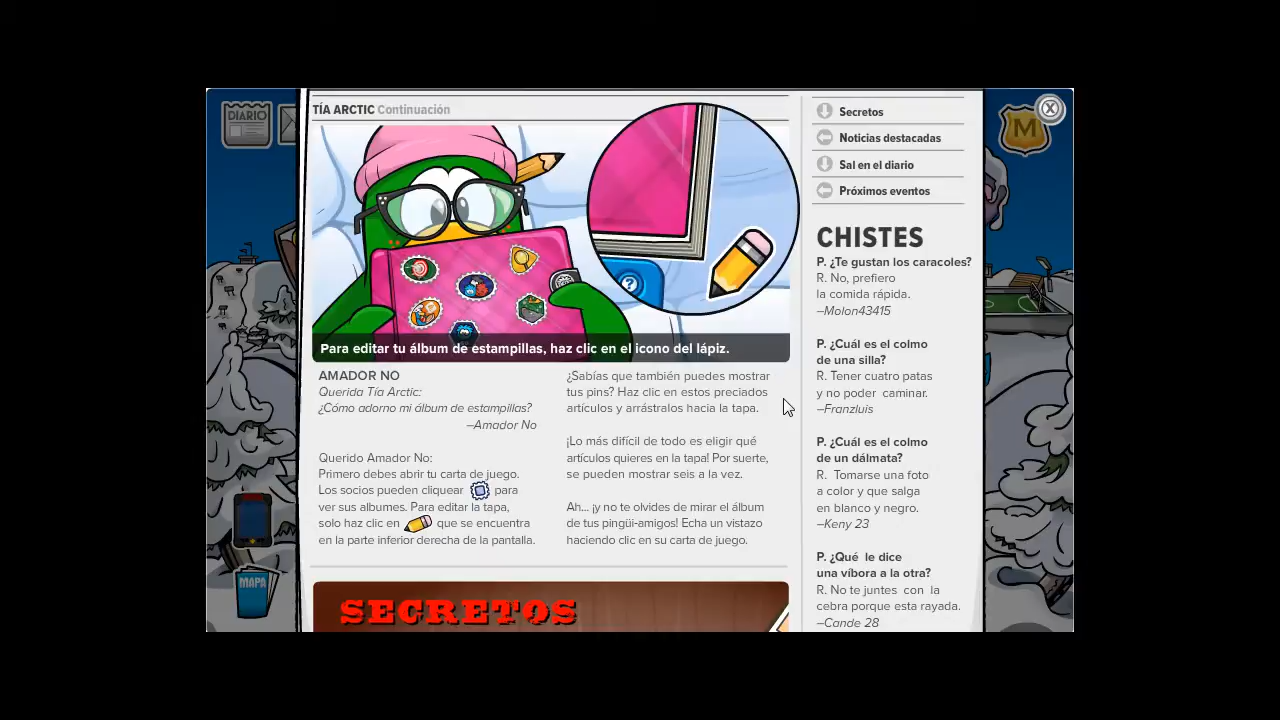 DIARIO
TÍA ARCTIC Continuación
Para editar tu álbum de estampillas, haz clic en el icono del lápiz.
AMADOR NO
Querida Tía Arctic:
¿Cómo adorno mi álbum de estampillas?
–Amador No
Querido Amador No:
Primero debes abrir tu carta de juego.
Los socios pueden cliquear para
ver sus albumes. Para editar la tapa,
solo haz clic en que se encuentra
en la parte inferior derecha de la pantalla.
¿Sabías que también puedes mostrar
tus pins? Haz clic en estos preciados
artículos y arrástralos hacia la tapa.
¡Lo más difícil de todo es eligir qué
artículos quieres en la tapa! Por suerte,
se pueden mostrar seis a la vez.
Ah... ¡y no te olvides de mirar el álbum
de tus pingüi-amigos! Echa un vistazo
haciendo clic en su carta de juego.
SECRETOS
Secretos
Noticias destacadas
Sal en el diario
Próximos eventos
CHISTES
P. ¿Te gustan los caracoles?
R. No, prefiero
la comida rápida.
–Molon43415
P. ¿Cuál es el colmo
de una silla?
R. Tener cuatro patas
y no poder caminar.
–Franzluis
P. ¿Cuál es el colmo
de un dálmata?
R. Tomarse una foto
a color y que salga
en blanco y negro.
–Keny 23
P. ¿Qué le dice
una víbora a la otra?
R. No te juntes con la
cebra porque esta rayada.
–Cande 28
X
M
MAPA
?